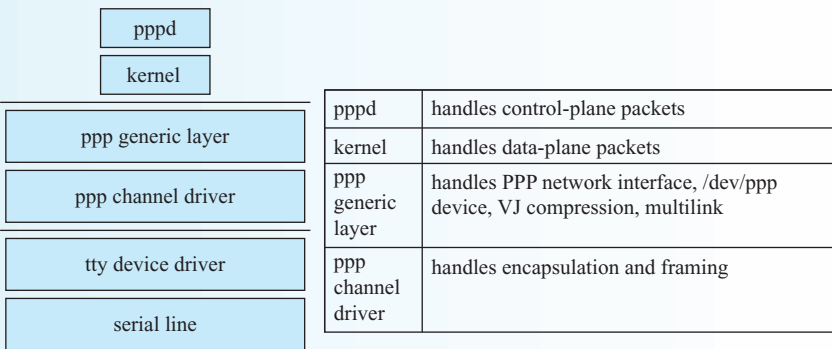 pppd
kernel
ppp generic layer
ppp channel driver
tty device driver
serial line
pppd
handles control-plane packets
kernel
handles data-plane packets
ppp
generic
layer
handles PPP network interface, /dev/ppp
device, VJ compression, multilink
ppp
channel
driver
handles encapsulation and framing